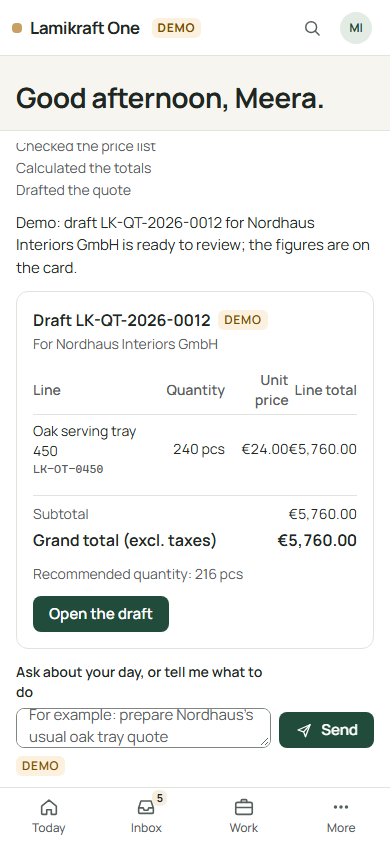 Lamikraft One DEMO MI
Good afternoon, Meera.
Checked the price list
Calculated the totals
Drafted the quote
Demo: draft LK-QT-2026-0012 for Nordhaus
Interiors GmbH is ready to review; the figures are on
the card.
Draft LK-QT-2026-0012 DEMO
For Nordhaus Interiors GmbH
Line Quantity Unit price Line total
Oak serving tray
450
LK-OT-0450
240 pcs €24.00 €5,760.00
Subtotal €5,760.00
Grand total (excl. taxes) €5,760.00
Recommended quantity: 216 pcs
Open the draft
Ask about your day, or tell me what to
do
For example: prepare Nordhaus's
usual oak tray quote
Send
DEMO
5
Today Inbox Work More